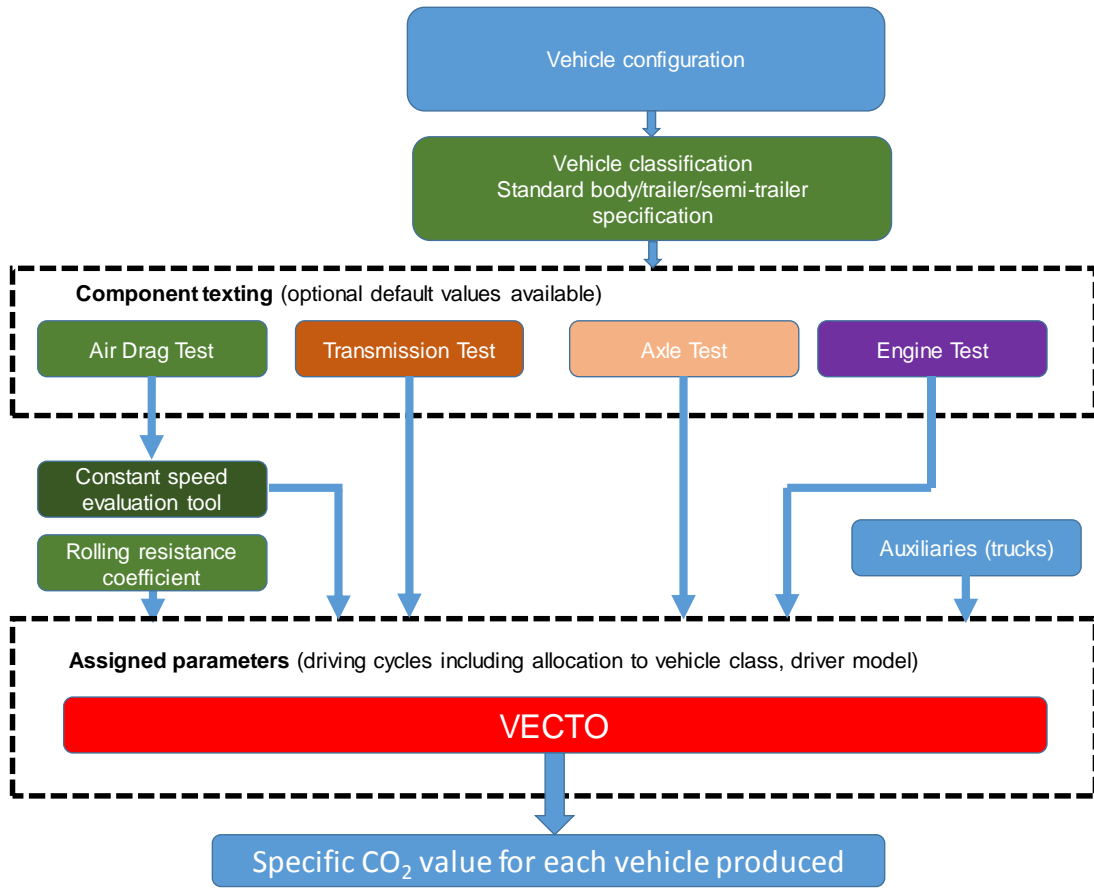 Vehicle configuration
Vehicle classification
Standard body/trailer/semi-trailer
specification
Component texting (optional default values available)
Air Drag Test
Transmission Test
Axle Test
Engine Test
Constant speed
evaluation tool
Rolling resistance
coefficient
Auxiliaries (trucks)
Assigned parameters (driving cycles including allocation to vehicle class, driver model)
VECTO
Specific CO₂ value for each vehicle produced